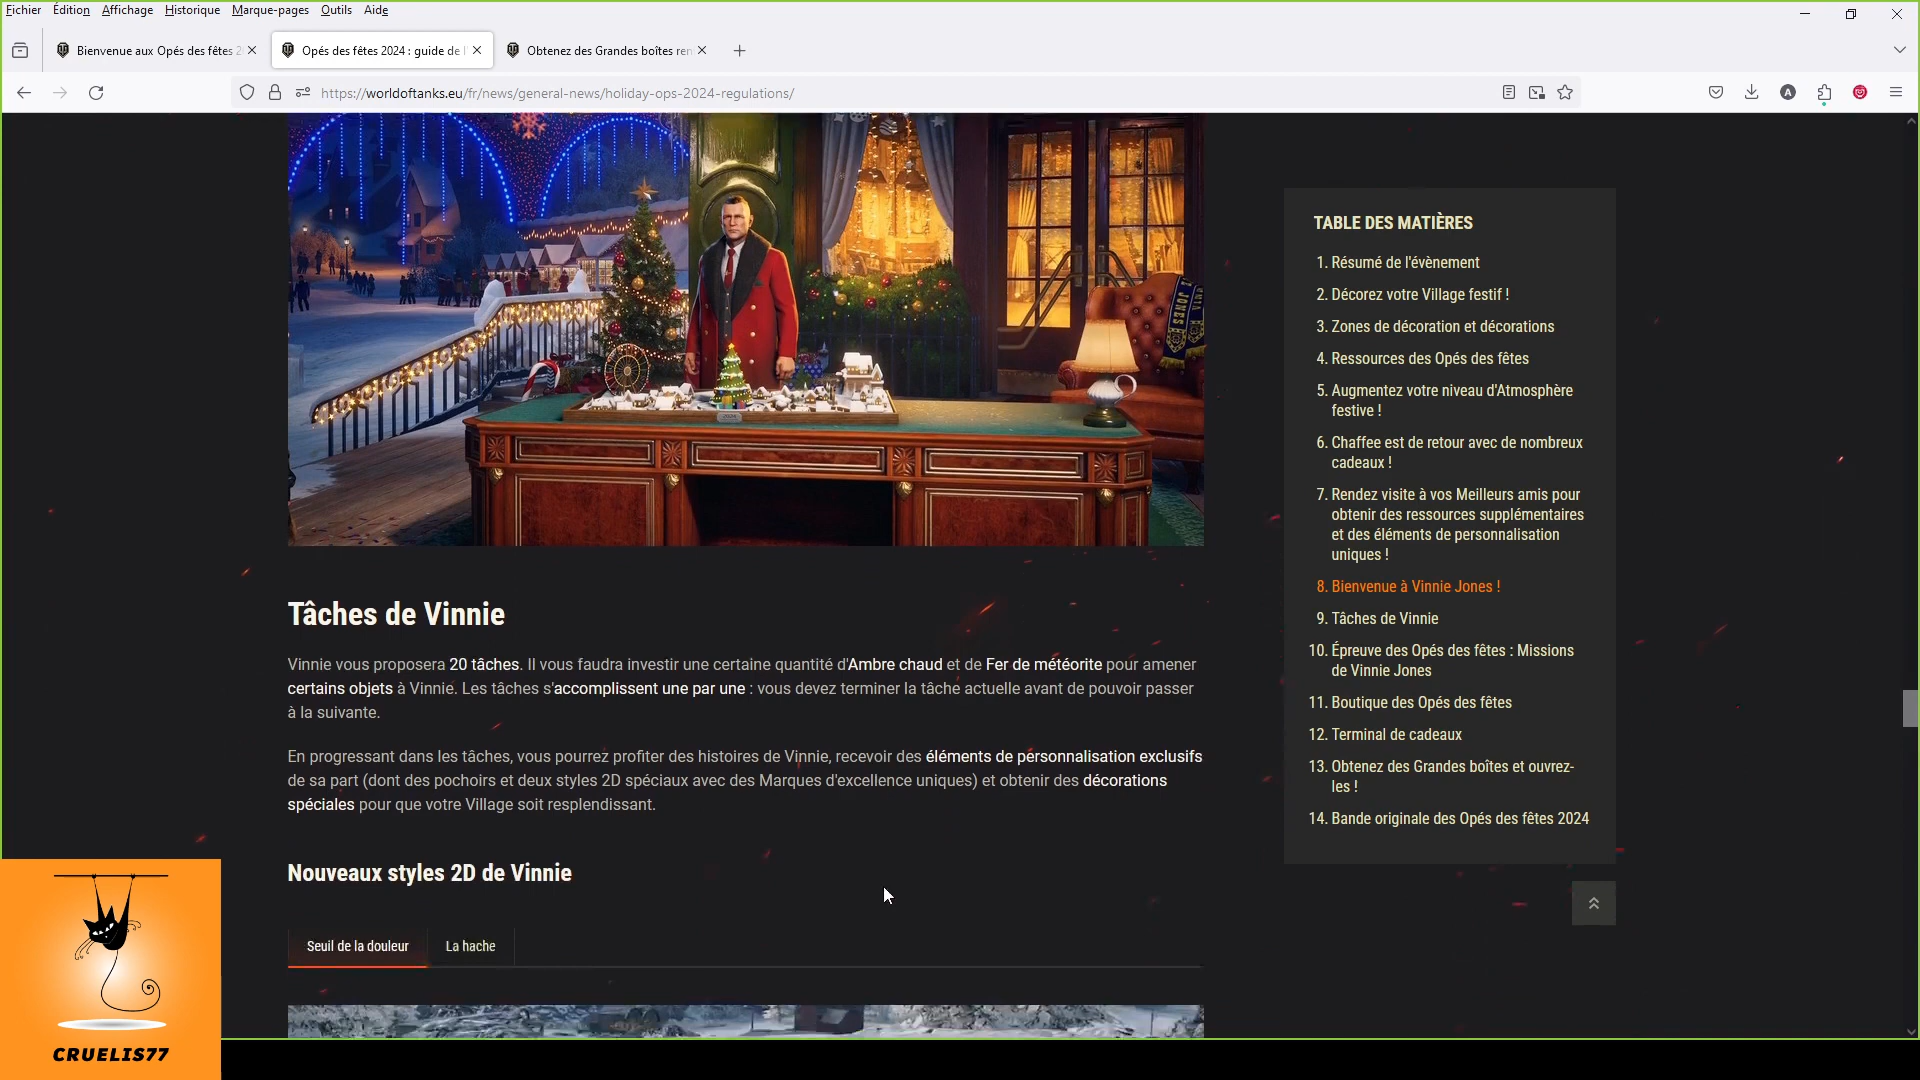 Fichier Édition Affichage Historique Marque-pages Outils Aide
Bienvenue aux Opés des fêtes 2
Opés des fêtes 2024 : guide de l'
Obtenez des Grandes boîtes ren
https://worldoftanks.eu/fr/news/general-news/holiday-ops-2024-regulations/
Tâches de Vinnie
Vinnie vous proposera 20 tâches. Il vous faudra investir une certaine quantité d'Ambre chaud et de Fer de météorite pour amener
certains objets à Vinnie. Les tâches s'accomplissent une par une : vous devez terminer la tâche actuelle avant de pouvoir passer
à la suivante.
En progressant dans les tâches, vous pourrez profiter des histoires de Vinnie, recevoir des éléments de personnalisation exclusifs
de sa part (dont des pochoirs et deux styles 2D spéciaux avec des Marques d'excellence uniques) et obtenir des décorations
spéciales pour que votre Village soit resplendissant.
Nouveaux styles 2D de Vinnie
Seuil de la douleur La hache
TABLE DES MATIÈRES
1. Résumé de l'évènement
2. Décorez votre Village festif !
3. Zones de décoration et décorations
4. Ressources des Opés des fêtes
5. Augmentez votre niveau d'Atmosphère
festive !
6. Chaffee est de retour avec de nombreux
cadeaux !
7. Rendez visite à vos Meilleurs amis pour
obtenir des ressources supplémentaires
et des éléments de personnalisation
uniques !
8. Bienvenue à Vinnie Jones !
9. Tâches de Vinnie
10. Épreuve des Opés des fêtes : Missions
de Vinnie Jones
11. Boutique des Opés des fêtes
12. Terminal de cadeaux
13. Obtenez des Grandes boîtes et ouvrez-
les !
14. Bande originale des Opés des fêtes 2024
CRUELIS77